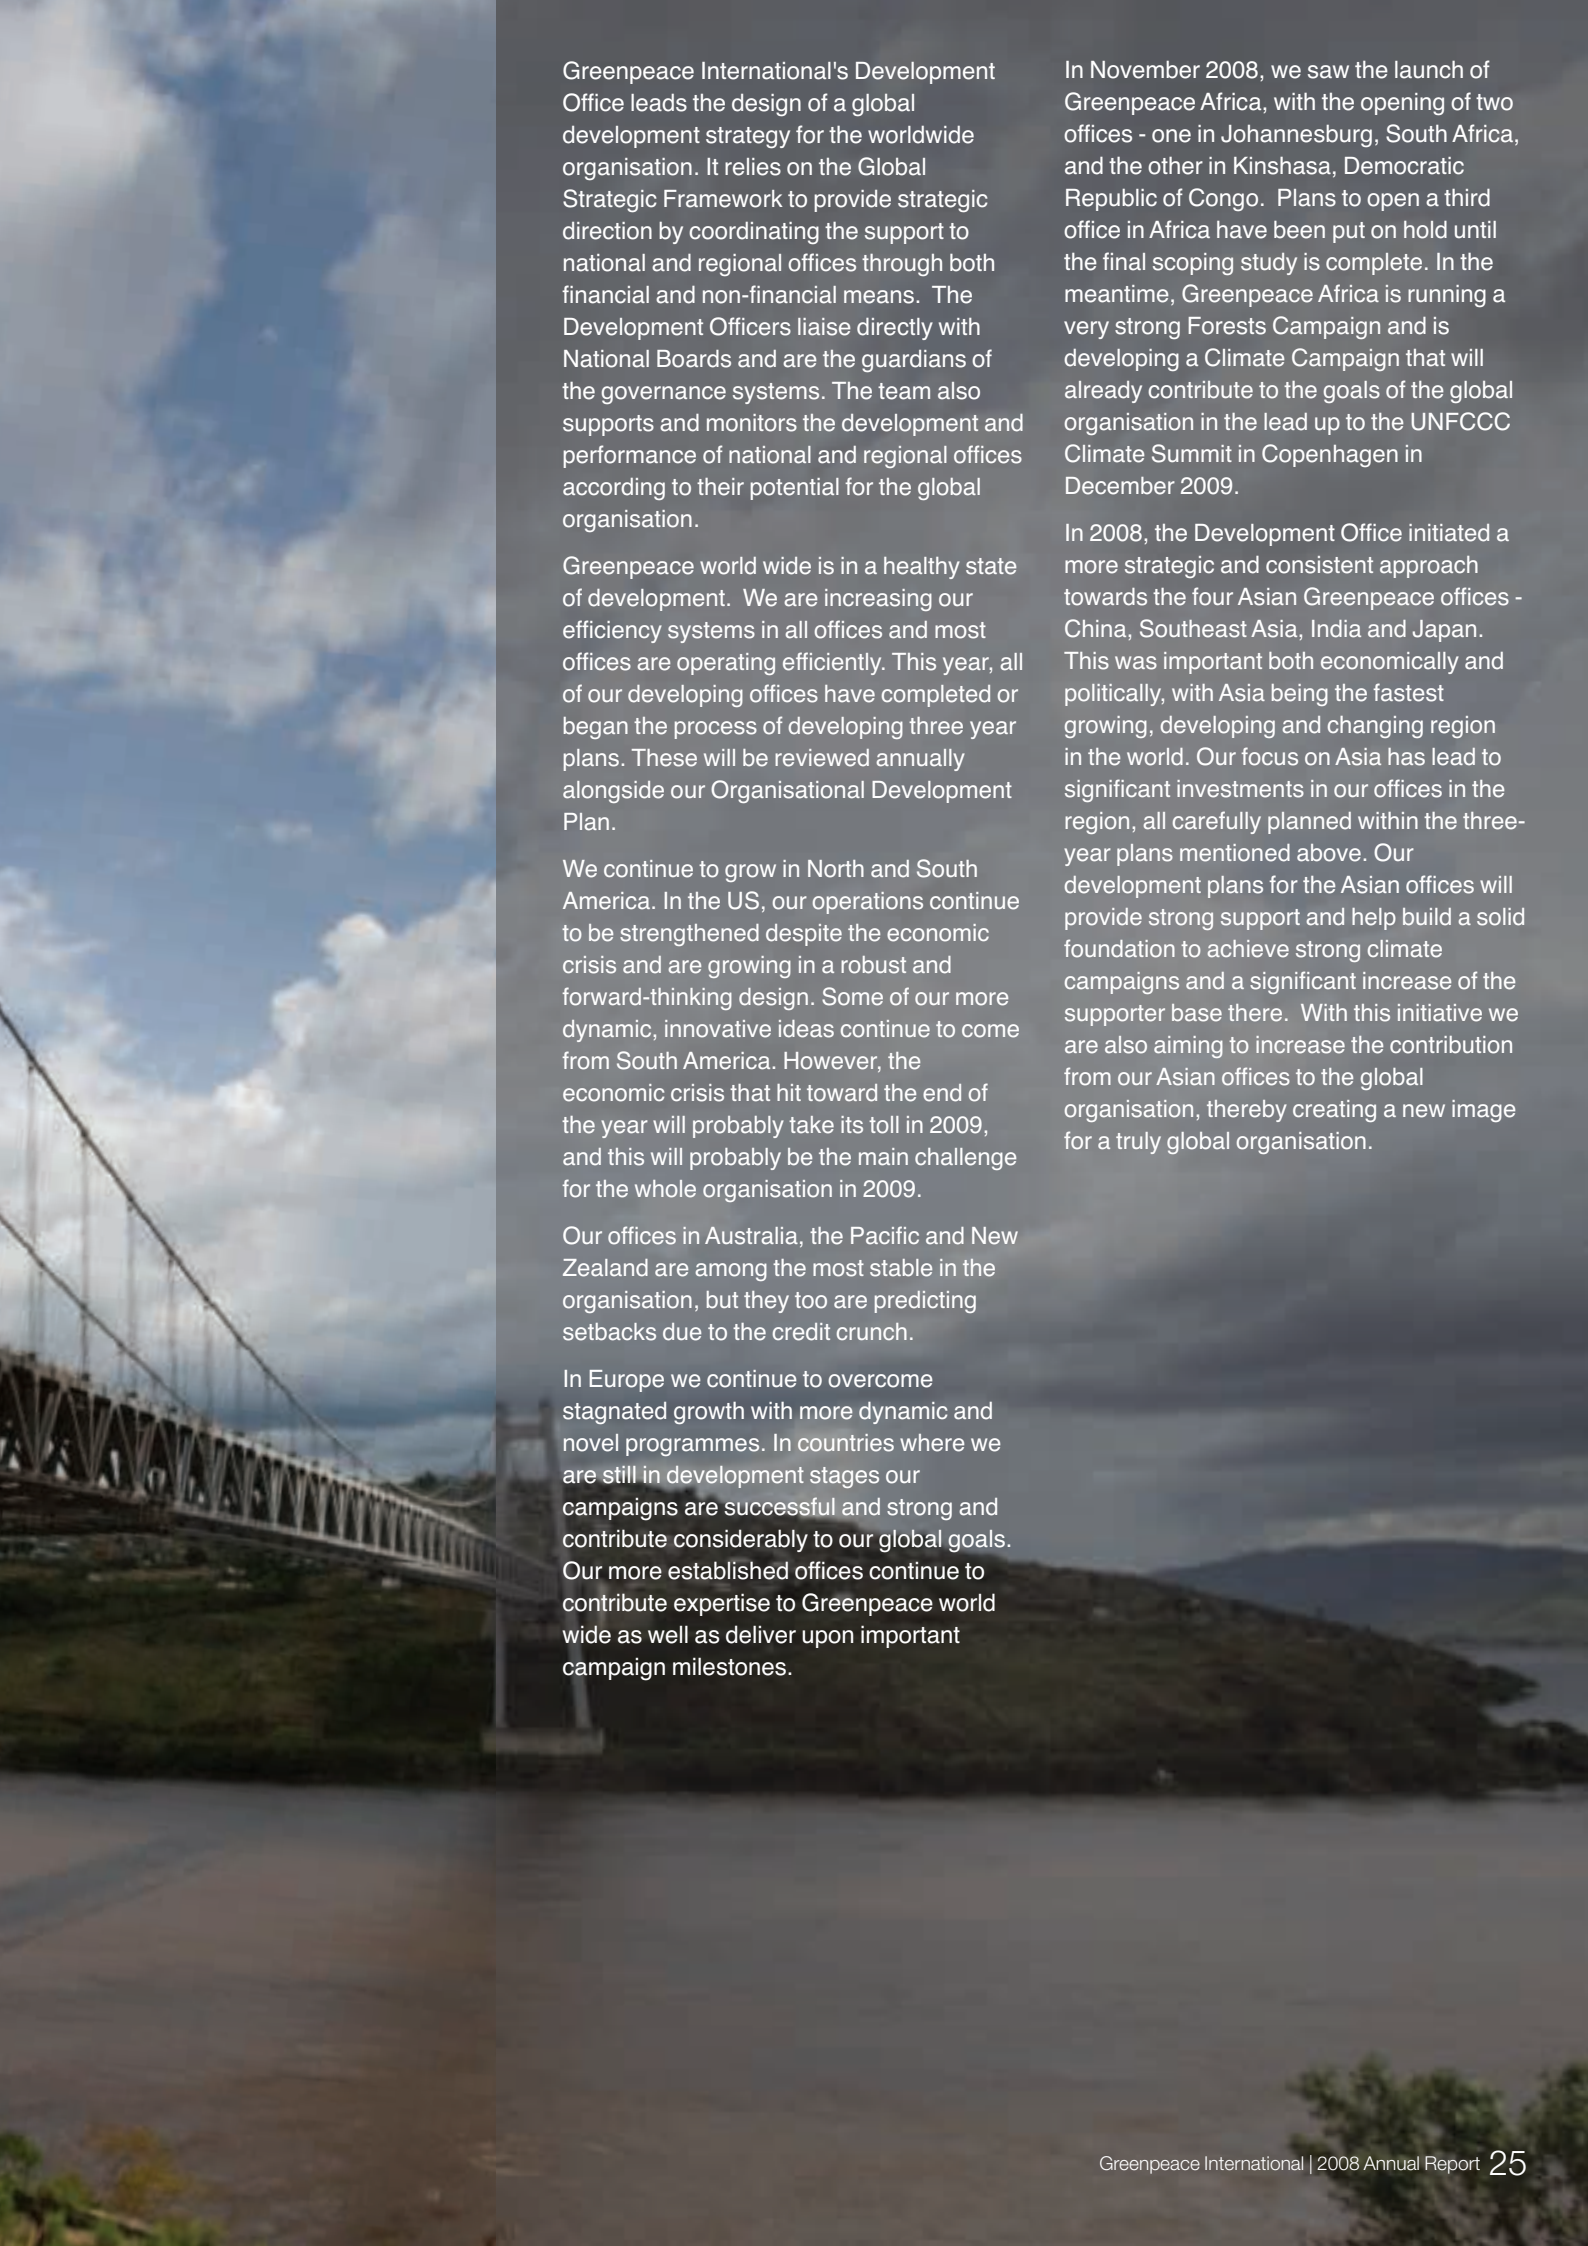 Greenpeace International's Development
Office leads the design of a global
development strategy for the worldwide
organisation. It relies on the Global
Strategic Framework to provide strategic
direction by coordinating the support to
national and regional offices through both
financial and non-financial means.  The
Development Officers liaise directly with
National Boards and are the guardians of
the governance systems. The team also
supports and monitors the development and
performance of national and regional offices
according to their potential for the global
organisation.
Greenpeace world wide is in a healthy state
of development.  We are increasing our
efficiency systems in all offices and most
offices are operating efficiently. This year, all
of our developing offices have completed or
began the process of developing three year
plans. These will be reviewed annually
alongside our Organisational Development
Plan.
We continue to grow in North and South
America. In the US, our operations continue
to be strengthened despite the economic
crisis and are growing in a robust and
forward-thinking design. Some of our more
dynamic, innovative ideas continue to come
from South America. However, the
economic crisis that hit toward the end of
the year will probably take its toll in 2009,
and this will probably be the main challenge
for the whole organisation in 2009.
Our offices in Australia, the Pacific and New
Zealand are among the most stable in the
organisation, but they too are predicting
setbacks due to the credit crunch.
In Europe we continue to overcome
stagnated growth with more dynamic and
novel programmes. In countries where we
are still in development stages our
campaigns are successful and strong and
contribute considerably to our global goals.
Our more established offices continue to
contribute expertise to Greenpeace world
wide as well as deliver upon important
campaign milestones.
In November 2008, we saw the launch of
Greenpeace Africa, with the opening of two
offices - one in Johannesburg, South Africa,
and the other in Kinshasa, Democratic
Republic of Congo.  Plans to open a third
office in Africa have been put on hold until
the final scoping study is complete. In the
meantime, Greenpeace Africa is running a
very strong Forests Campaign and is
developing a Climate Campaign that will
already contribute to the goals of the global
organisation in the lead up to the UNFCCC
Climate Summit in Copenhagen in
December 2009.
In 2008, the Development Office initiated a
more strategic and consistent approach
towards the four Asian Greenpeace offices -
China, Southeast Asia, India and Japan.
This was important both economically and
politically, with Asia being the fastest
growing, developing and changing region
in the world. Our focus on Asia has lead to
significant investments in our offices in the
region, all carefully planned within the three-
year plans mentioned above. Our
development plans for the Asian offices will
provide strong support and help build a solid
foundation to achieve strong climate
campaigns and a significant increase of the
supporter base there.  With this initiative we
are also aiming to increase the contribution
from our Asian offices to the global
organisation, thereby creating a new image
for a truly global organisation.
Greenpeace International | 2008 Annual Report 25